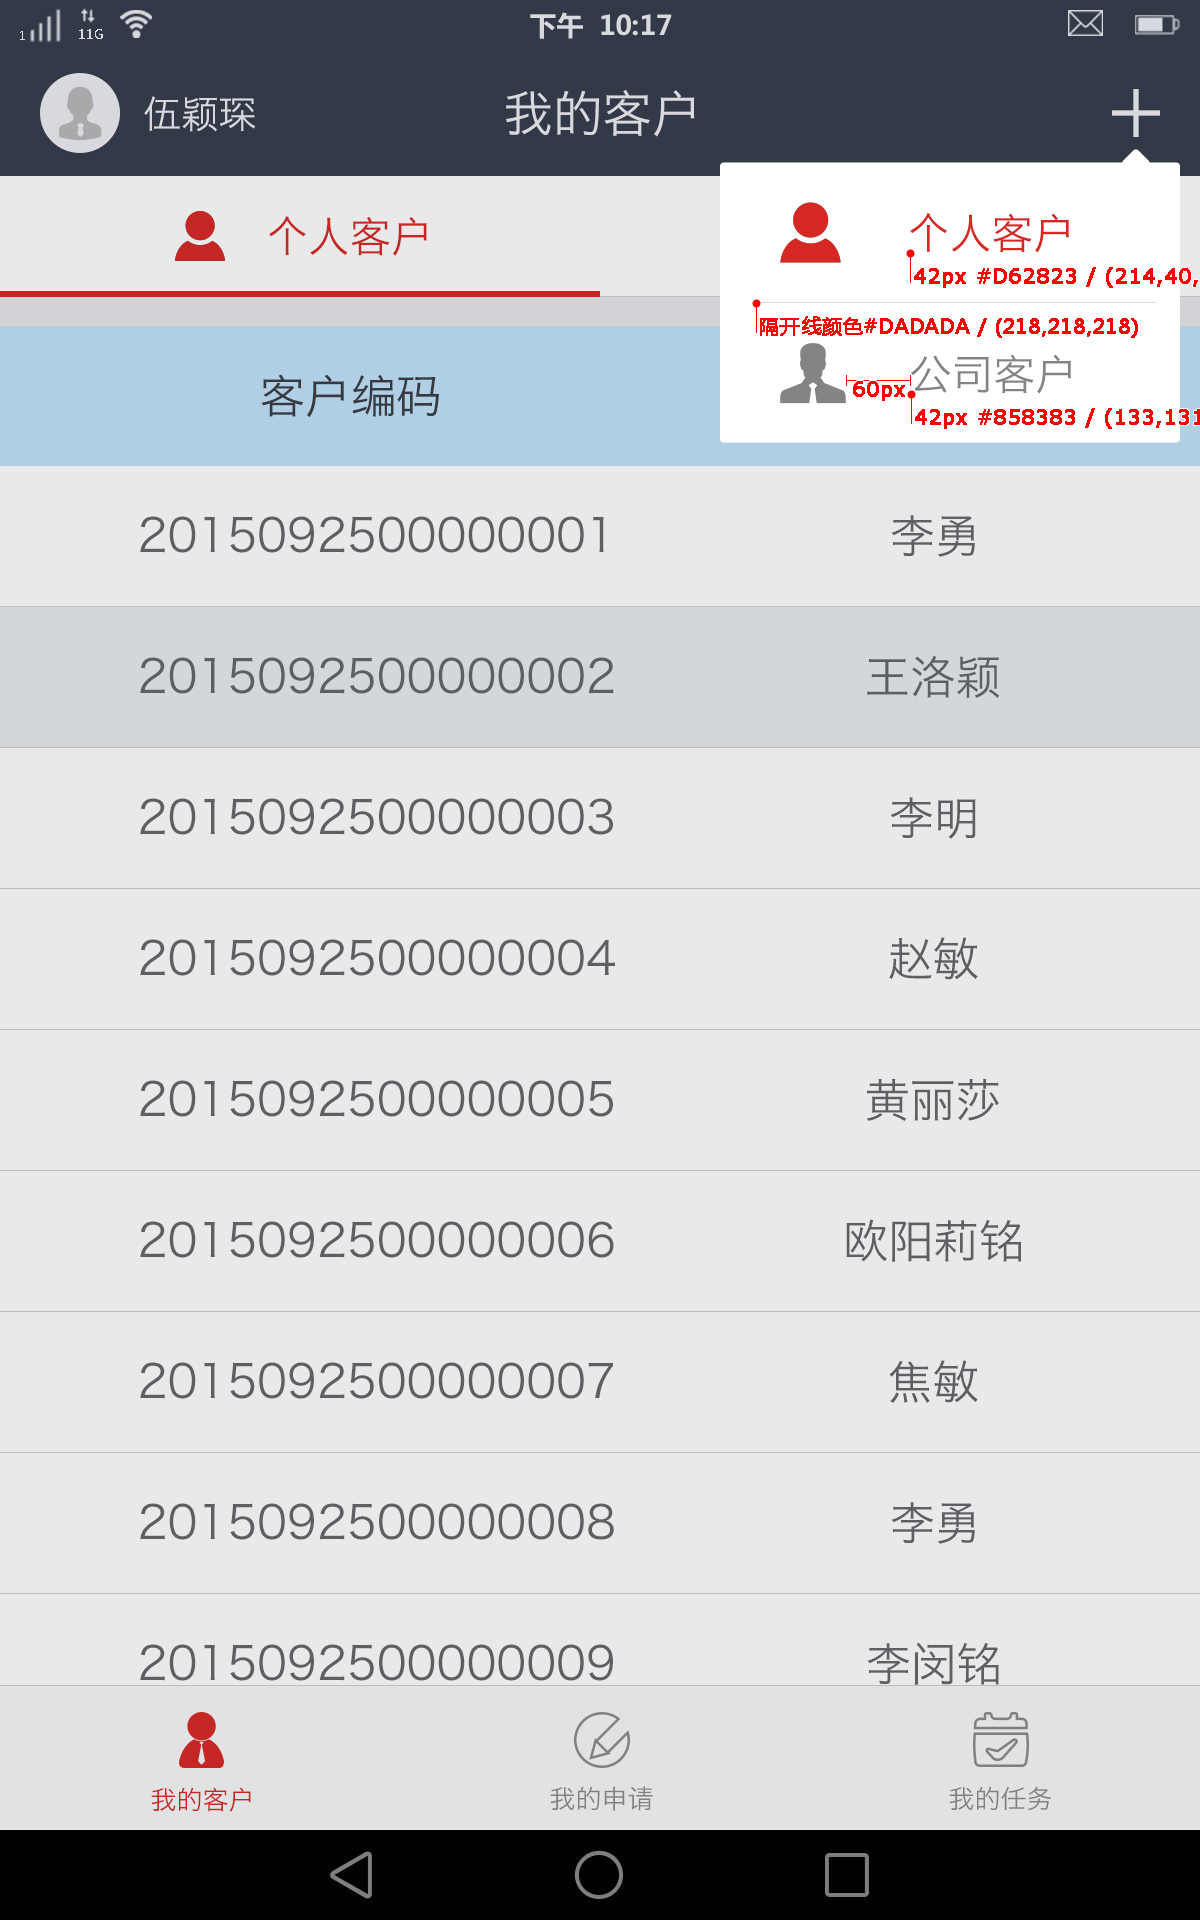 1 11G 下午 10:17
伍颖琛 我的客户
个人客户
个人客户
42px #D62823 / (214,40,
隔开线颜色#DADADA / (218,218,218)
公司客户
60px
42px #858383 / (133,131
客户编码
2015092500000001 李勇
2015092500000002 王洛颖
2015092500000003 李明
2015092500000004 赵敏
2015092500000005 黄丽莎
2015092500000006 欧阳莉铭
2015092500000007 焦敏
2015092500000008 李勇
2015092500000009 李闵铭
我的客户 我的申请 我的任务